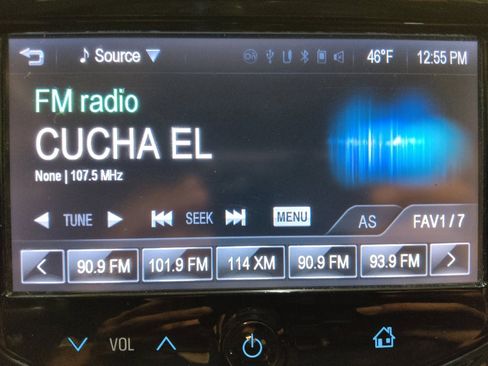 Source 46°F 12:55 PM
FM radio
CUCHA EL
None | 107.5 MHz
TUNE SEEK MENU AS FAV1 / 7
90.9 FM 101.9 FM 114 XM 90.9 FM 93.9 FM
VOL